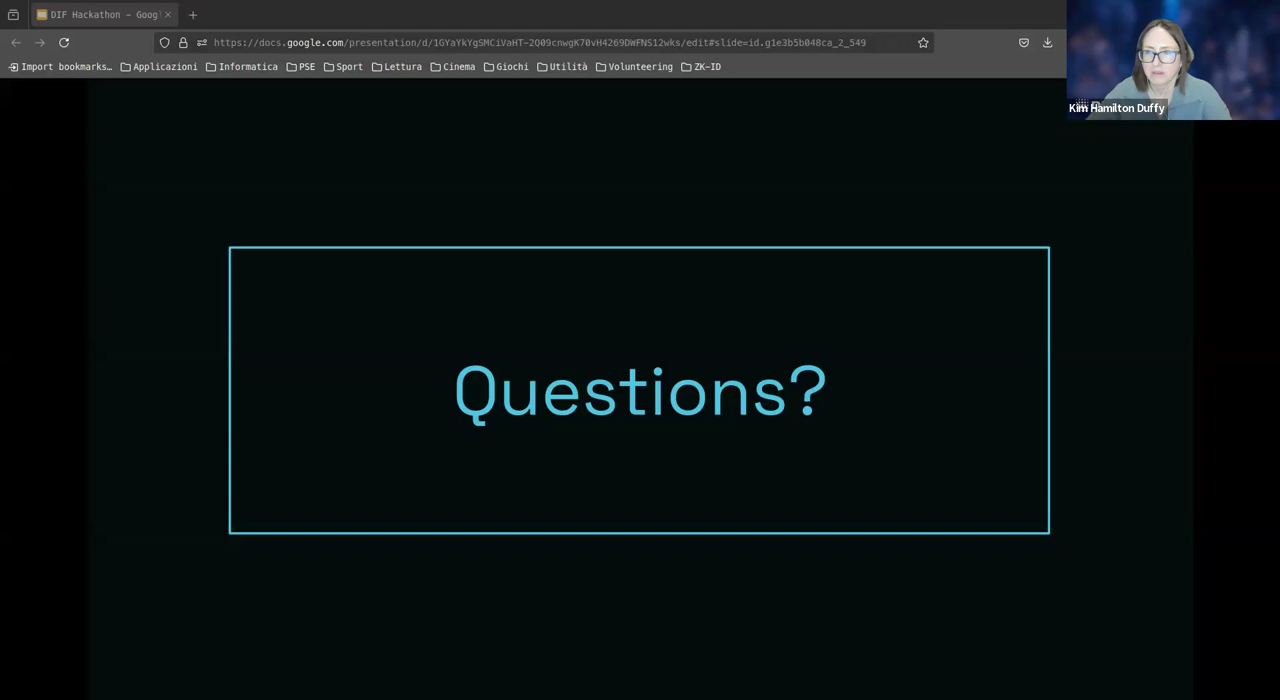 DIF Hackathon – Goog
https://docs.google.com/presentation/d/1GYaYkYgSMCiVaHT-2Q09cnwgK70vH4269DWFNS12wks/edit#slide=id.g1e3b5b048ca_2_549
Import bookmarks… Applicazioni Informatica PSE Sport Lettura Cinema Giochi Utilità Volunteering ZK-ID
Kim Hamilton Duffy
Questions?